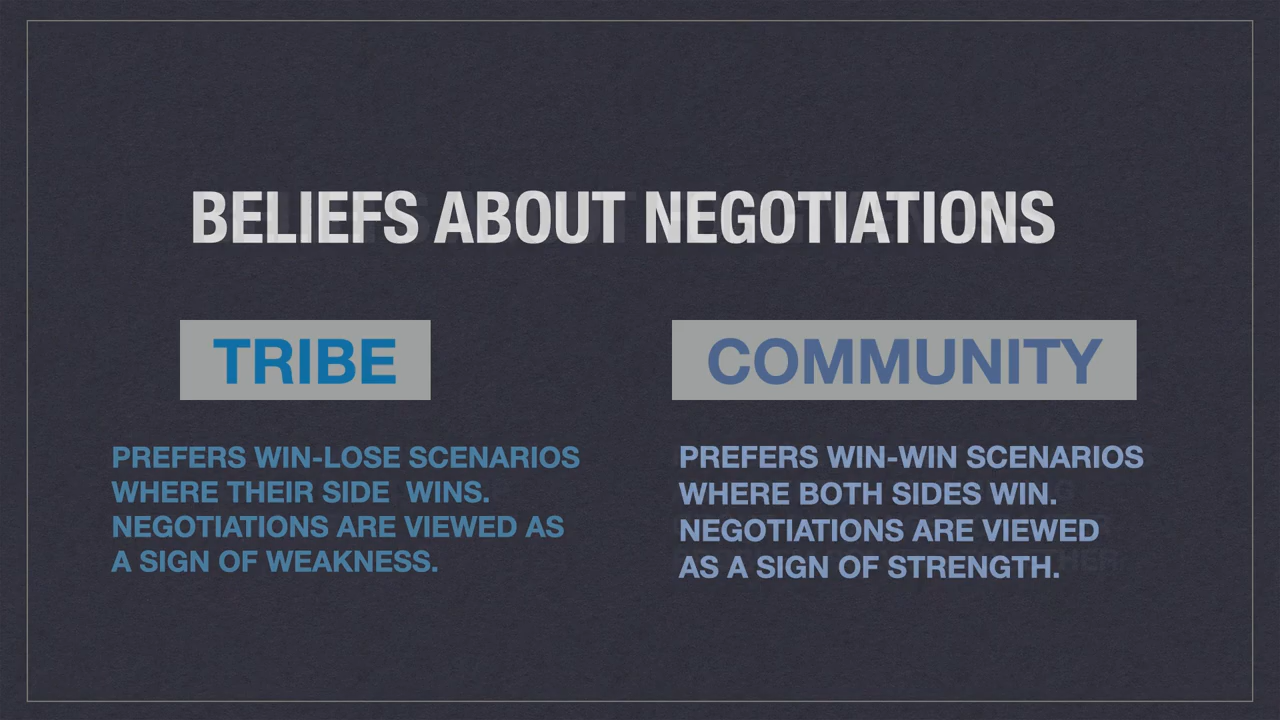 BELIEFS ABOUT NEGOTIATIONS
TRIBE
PREFERS WIN-LOSE SCENARIOS
WHERE THEIR SIDE  WINS.
NEGOTIATIONS ARE VIEWED AS
A SIGN OF WEAKNESS.
COMMUNITY
PREFERS WIN-WIN SCENARIOS
WHERE BOTH SIDES WIN.
NEGOTIATIONS ARE VIEWED
AS A SIGN OF STRENGTH.